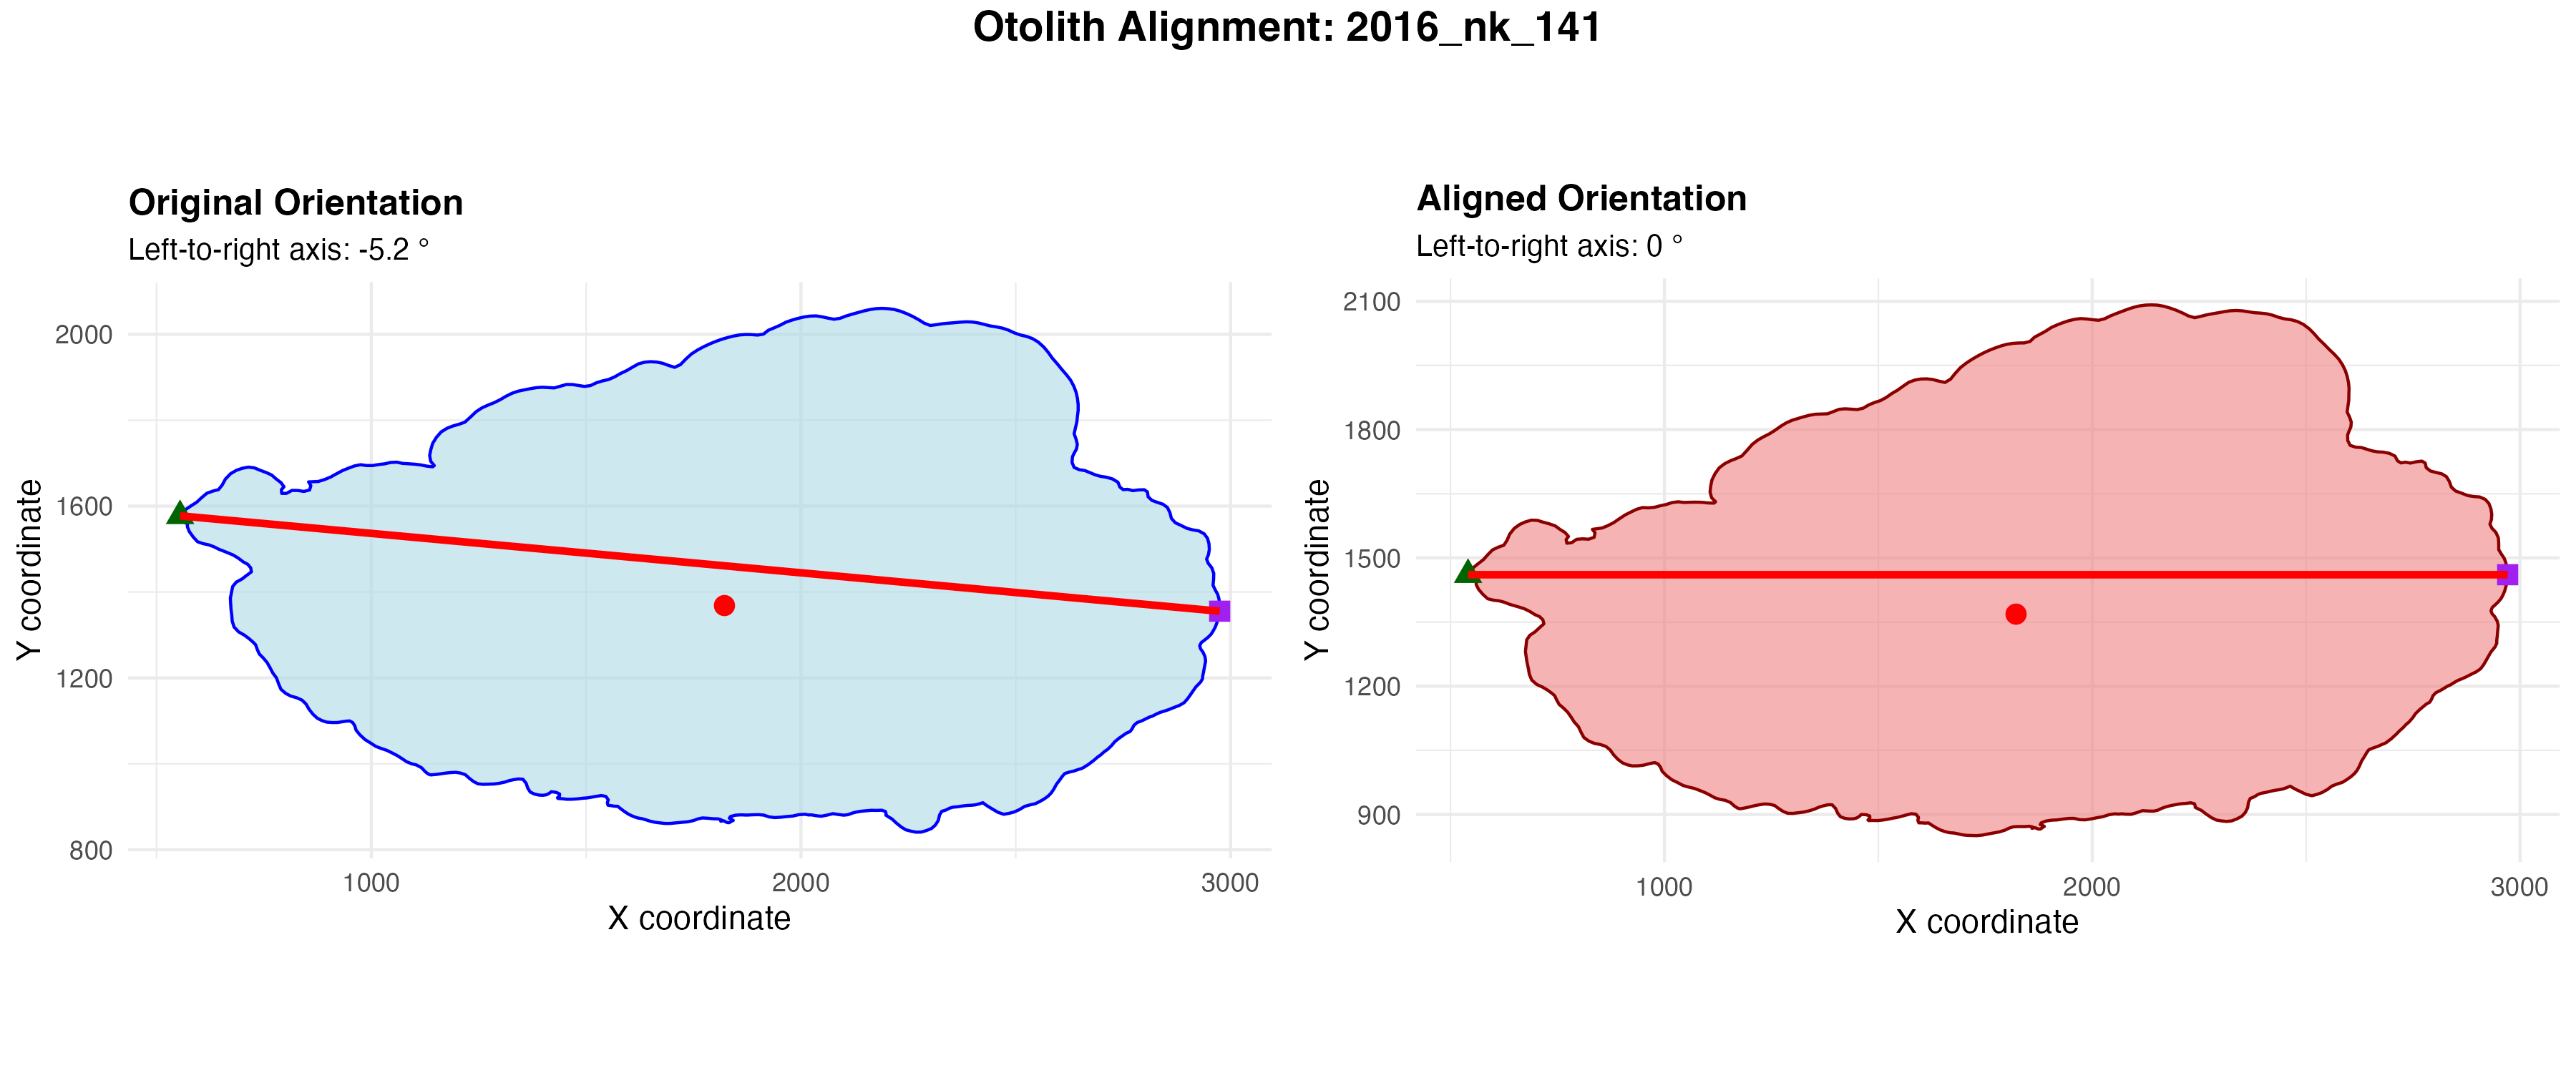 Otolith Alignment: 2016_nk_141
Original Orientation
Left-to-right axis: -5.2 °
2000
1600
1200
800
Y coordinate
1000
2000
3000
X coordinate
Aligned Orientation
Left-to-right axis: 0 °
2100
1800
1500
1200
900
Y coordinate
1000
2000
3000
X coordinate